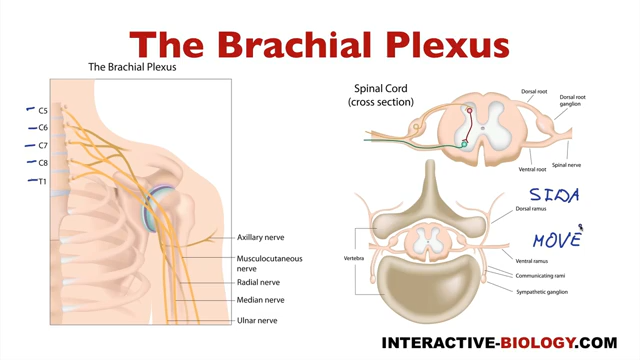 The Brachial Plexus
The Brachial Plexus
C5
C6
C7
C8
T1
Axillary nerve
Musculocutaneous
nerve
Radial nerve
Median nerve
Ulnar nerve
Spinal Cord
(cross section)
Dorsal root
Dorsal root
ganglion
Spinal nerve
Ventral root
SIDA
Dorsal ramus
MOVE
Vertebra
Ventral ramus
Communicating rami
Sympathetic ganglion
INTERACTIVE-BIOLOGY.COM